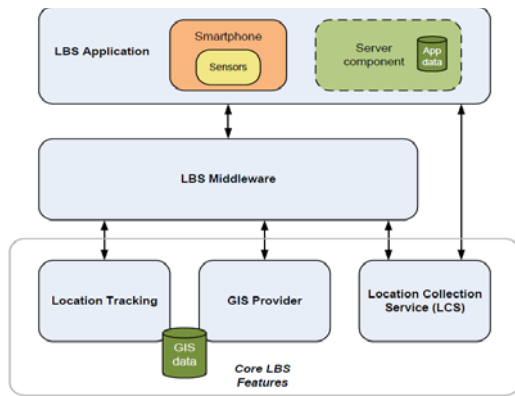 LBS Application
Smartphone
Sensors
Server
component
App
data
LBS Middleware
Location Tracking
GIS Provider
Location Collection
Service (LCS)
GIS
data
Core LBS
Features